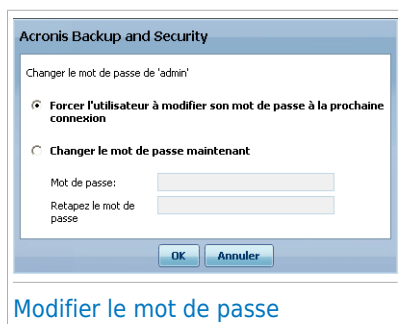 Acronis Backup and Security
Changer le mot de passe de 'admin'
Forcer l'utilisateur à modifier son mot de passe à la prochaine
connexion
Changer le mot de passe maintenant
Mot de passe:
Retapez le mot de
passe
OK Annuler
Modifier le mot de passe